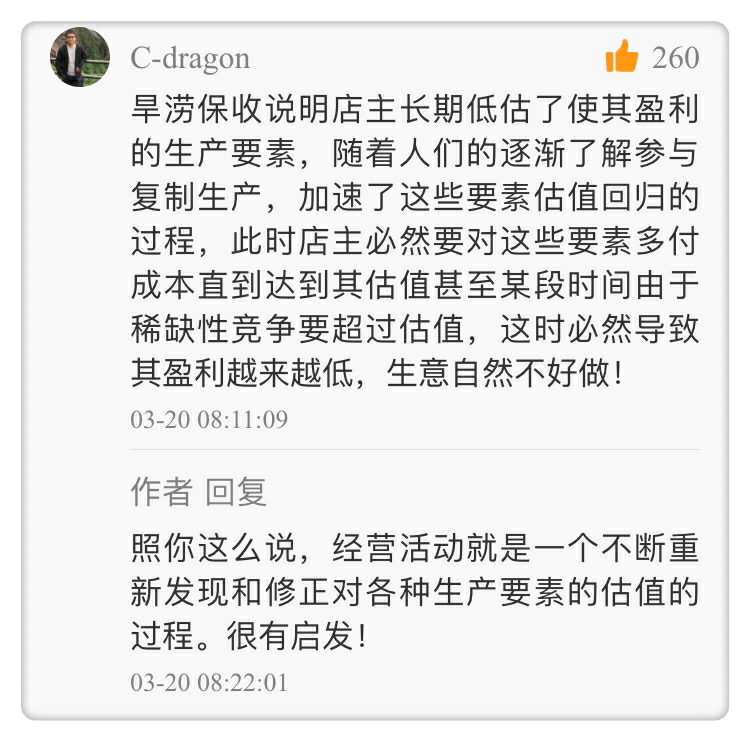 C-dragon
260
旱涝保收说明店主长期低估了使其盈利
的生产要素，随着人们的逐渐了解参与
复制生产，加速了这些要素估值回归的
过程，此时店主必然要对这些要素多付
成本直到达到其估值甚至某段时间由于
稀缺性竞争要超过估值，这时必然导致
其盈利越来越低，生意自然不好做！
03-20 08:11:09
作者 回复
照你这么说，经营活动就是一个不断重
新发现和修正对各种生产要素的估值的
过程。很有启发！
03-20 08:22:01